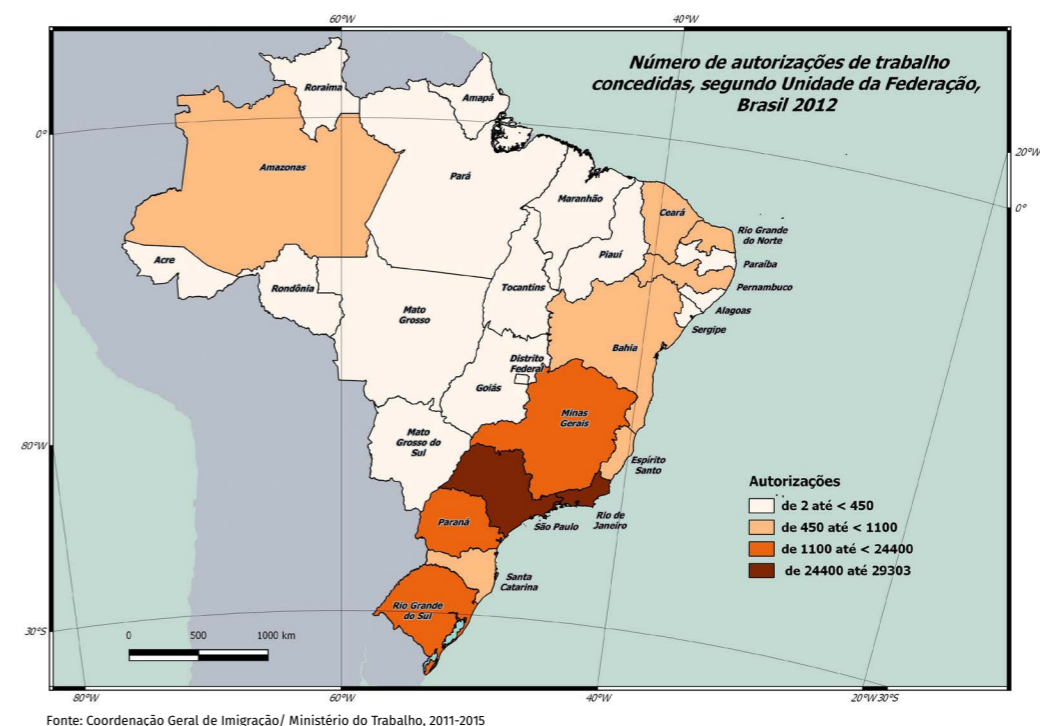 60°W
40°W
Número de autorizações de trabalho
concedidas, segundo Unidade da Federação,
Brasil 2012
Roraima
Amapá
0°
20°W
Amazonas
Pará
Maranhão
Ceará
0°
Rio Grande
do Norte
Acre
Piauí
Paraíba
Rondônia
Tocantins
Pernambuco
Mato
Grosso
Alagoas
Sergipe
Bahia
Distrito
Federal
Goiás
Minas
Gerais
80°W
Mato
Grosso do
Sul
Espírito
Santo
Autorizações
de 2 até < 450
de 450 até < 1100
de 1100 até < 24400
de 24400 até 29303
Paraná
São Paulo
Rio de
Janeiro
Santa
Catarina
Rio Grande
do Sul
30°S
0 500 1000 km
80°W
60°W
40°W
20°W
30°S
Fonte: Coordenação Geral de Imigração/ Ministério do Trabalho, 2011-2015